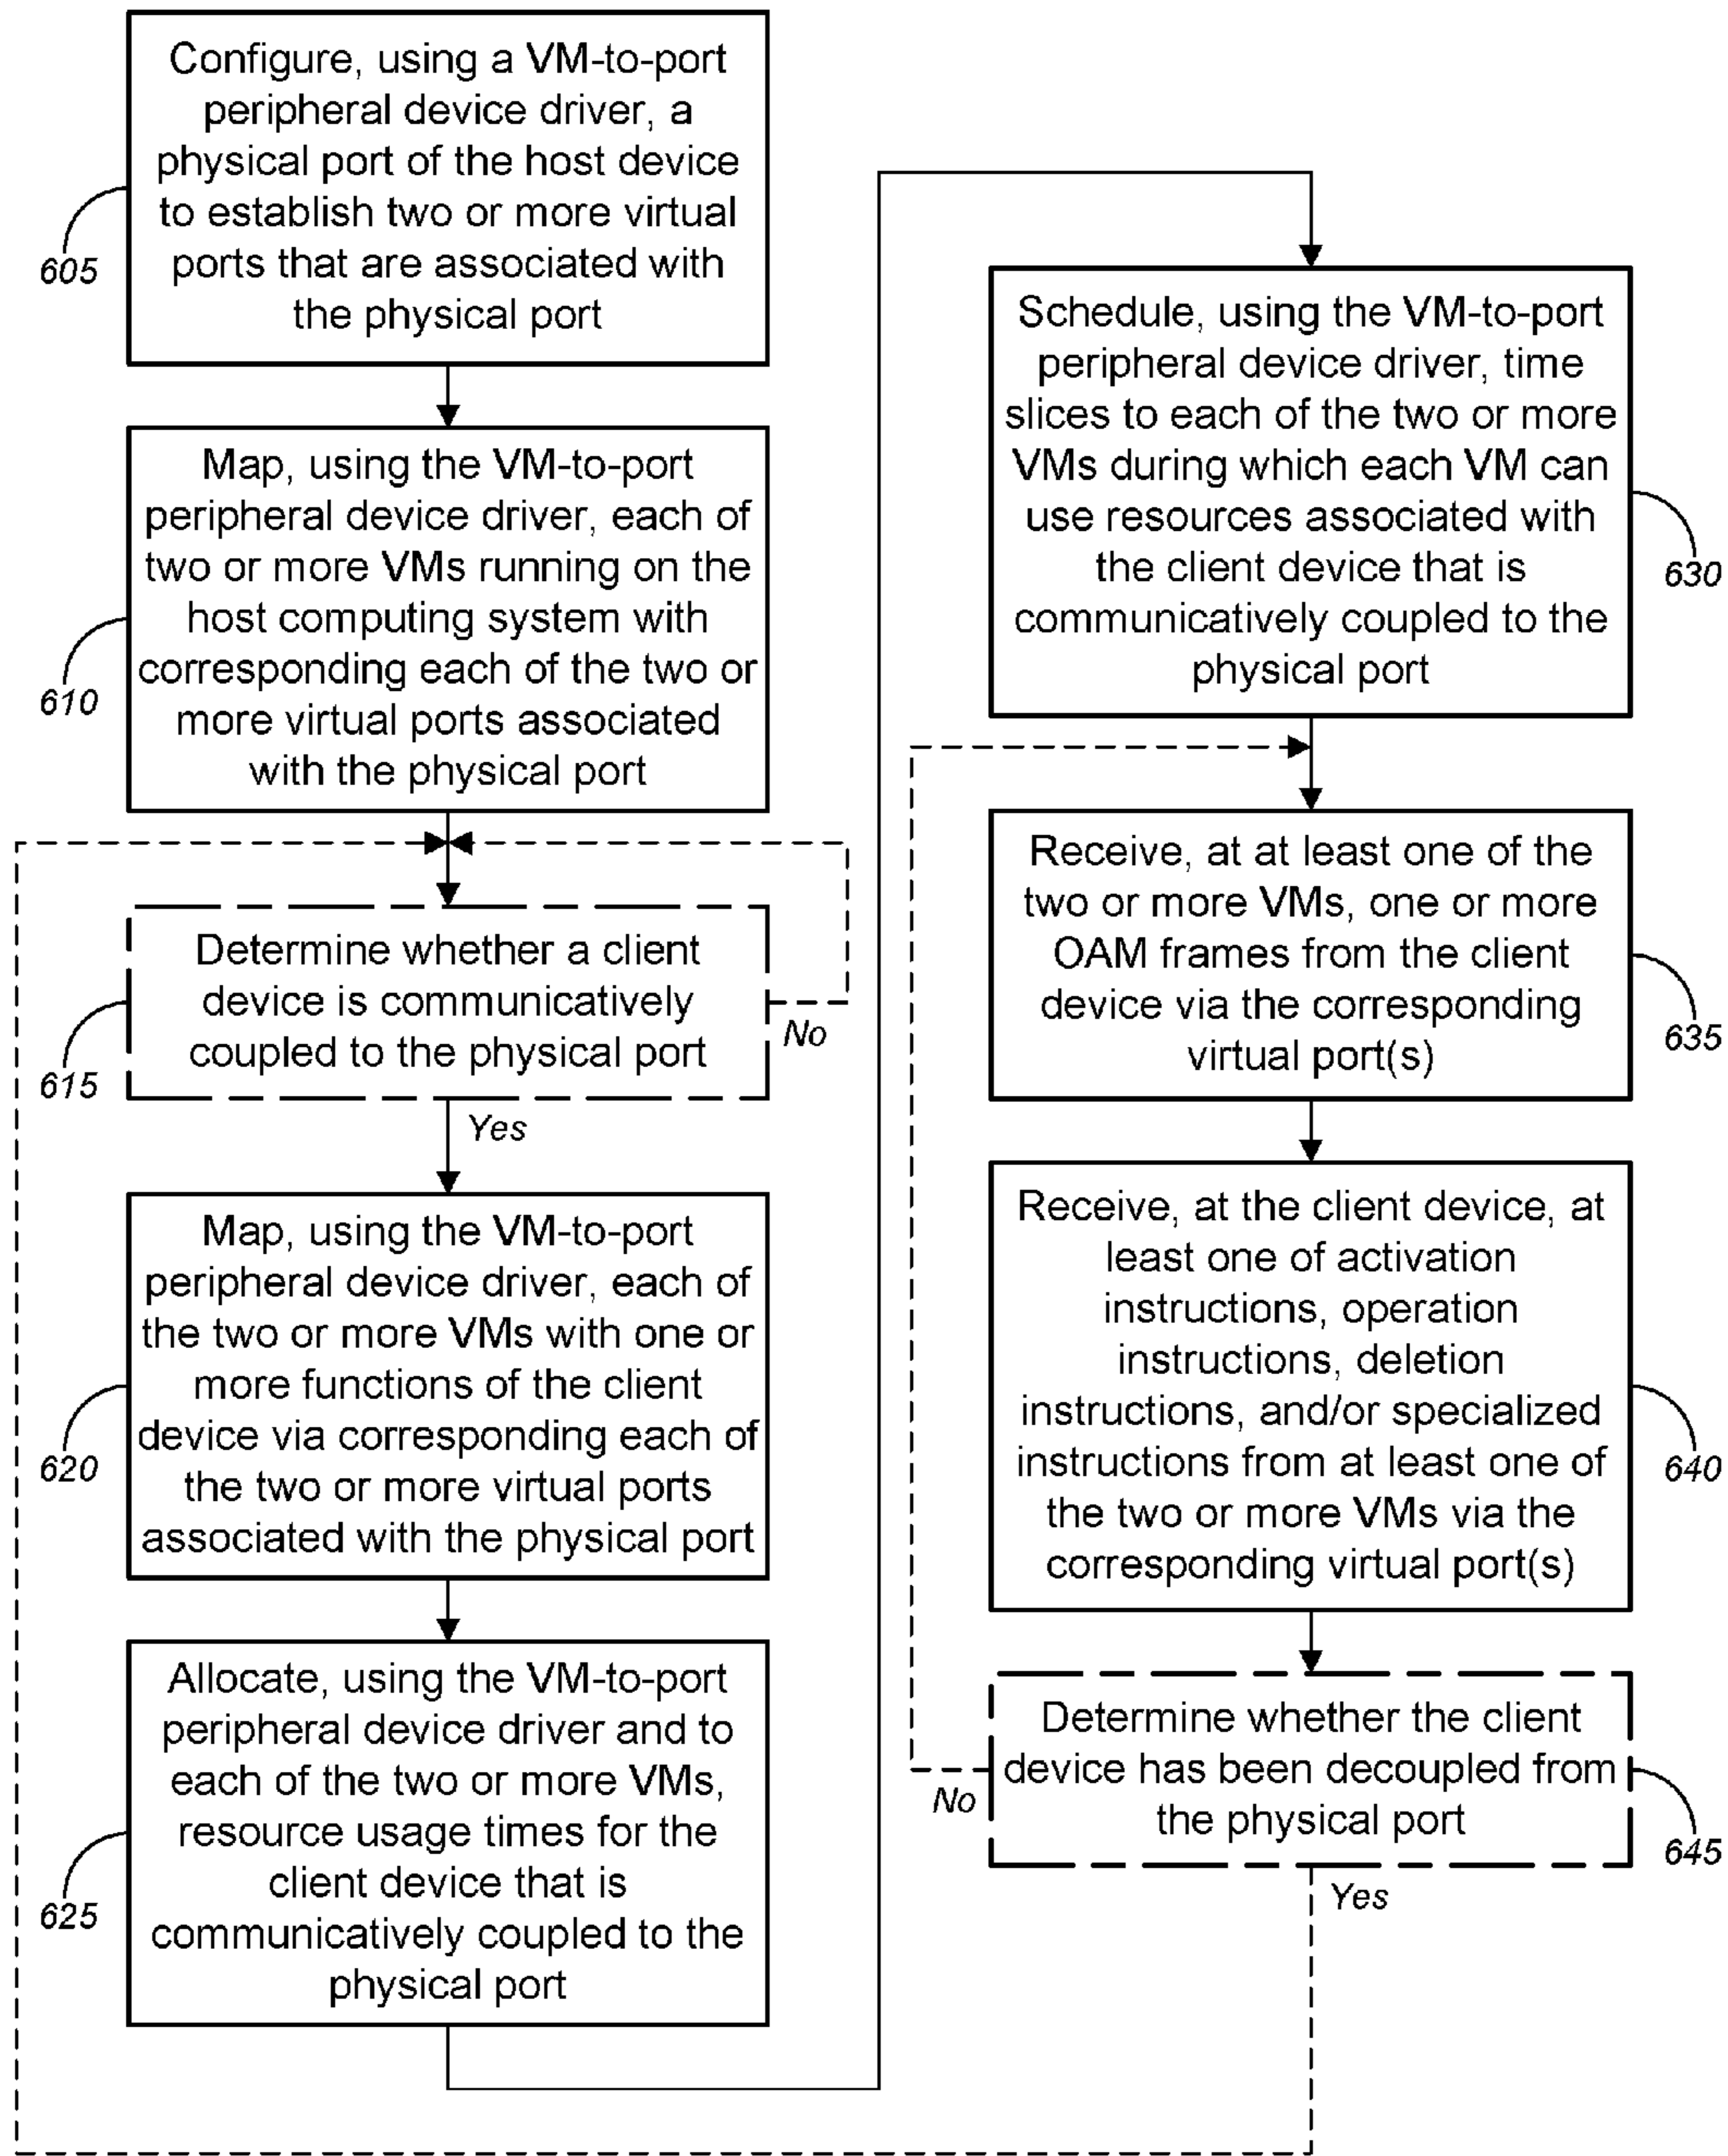 Configure, using a VM-to-port
peripheral device driver, a
physical port of the host device
to establish two or more virtual
ports that are associated with
the physical port
605
Map, using the VM-to-port
peripheral device driver, each of
two or more VMs running on the
host computing system with
corresponding each of the two or
more virtual ports associated
with the physical port
610
Determine whether a client
device is communicatively
coupled to the physical port
615
No
Yes
Map, using the VM-to-port
peripheral device driver, each of
the two or more VMs with one or
more functions of the client
device via corresponding each of
the two or more virtual ports
associated with the physical port
620
Allocate, using the VM-to-port
peripheral device driver and to
each of the two or more VMs,
resource usage times for the
client device that is
communicatively coupled to the
physical port
625
Schedule, using the VM-to-port
peripheral device driver, time
slices to each of the two or more
VMs during which each VM can
use resources associated with
the client device that is
communicatively coupled to the
physical port
630
Receive, at at least one of the
two or more VMs, one or more
OAM frames from the client
device via the corresponding
virtual port(s)
635
Receive, at the client device, at
least one of activation
instructions, operation
instructions, deletion
instructions, and/or specialized
instructions from at least one of
the two or more VMs via the
corresponding virtual port(s)
640
Determine whether the client
device has been decoupled from
the physical port
645
No
Yes